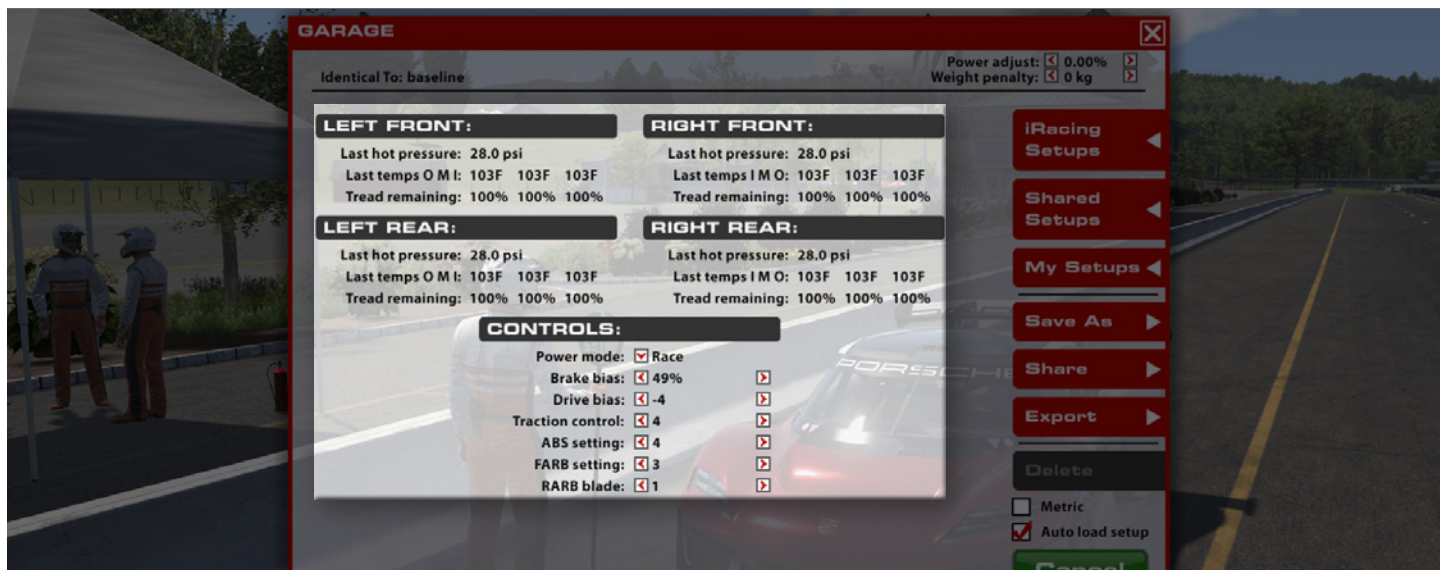 GARAGE
Identical To: baseline
Power adjust: 0.00%
Weight penalty: 0 kg
LEFT FRONT:
Last hot pressure: 28.0 psi
Last temps O M I: 103F 103F 103F
Tread remaining: 100% 100% 100%
RIGHT FRONT:
Last hot pressure: 28.0 psi
Last temps I M O: 103F 103F 103F
Tread remaining: 100% 100% 100%
LEFT REAR:
Last hot pressure: 28.0 psi
Last temps O M I: 103F 103F 103F
Tread remaining: 100% 100% 100%
RIGHT REAR:
Last hot pressure: 28.0 psi
Last temps I M O: 103F 103F 103F
Tread remaining: 100% 100% 100%
CONTROLS:
Power mode: Race
Brake bias: 49%
Drive bias: -4
Traction control: 4
ABS setting: 4
FARB setting: 3
RARB blade: 1
PORSCHE
iRacing
Setups
Shared
Setups
My Setups
Save As
Share
Export
Delete
Metric
Auto load setup
Cancel